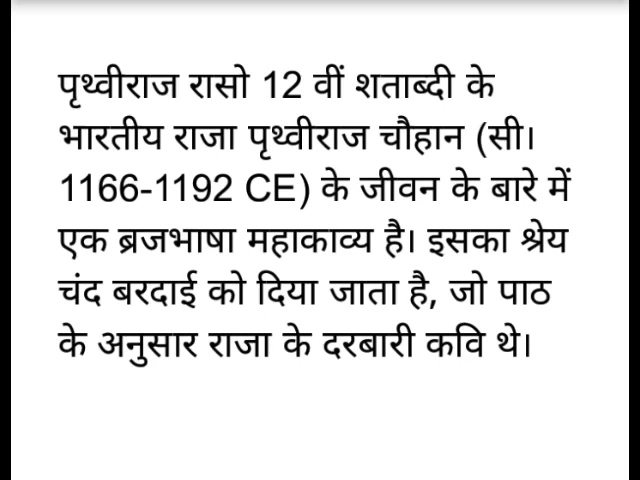 पृथ्वीराज रासो 12 वीं शताब्दी के
भारतीय राजा पृथ्वीराज चौहान (सी।
1166-1192 CE) के जीवन के बारे में
एक ब्रजभाषा महाकाव्य है। इसका श्रेय
चंद बरदाई को दिया जाता है, जो पाठ
के अनुसार राजा के दरबारी कवि थे।